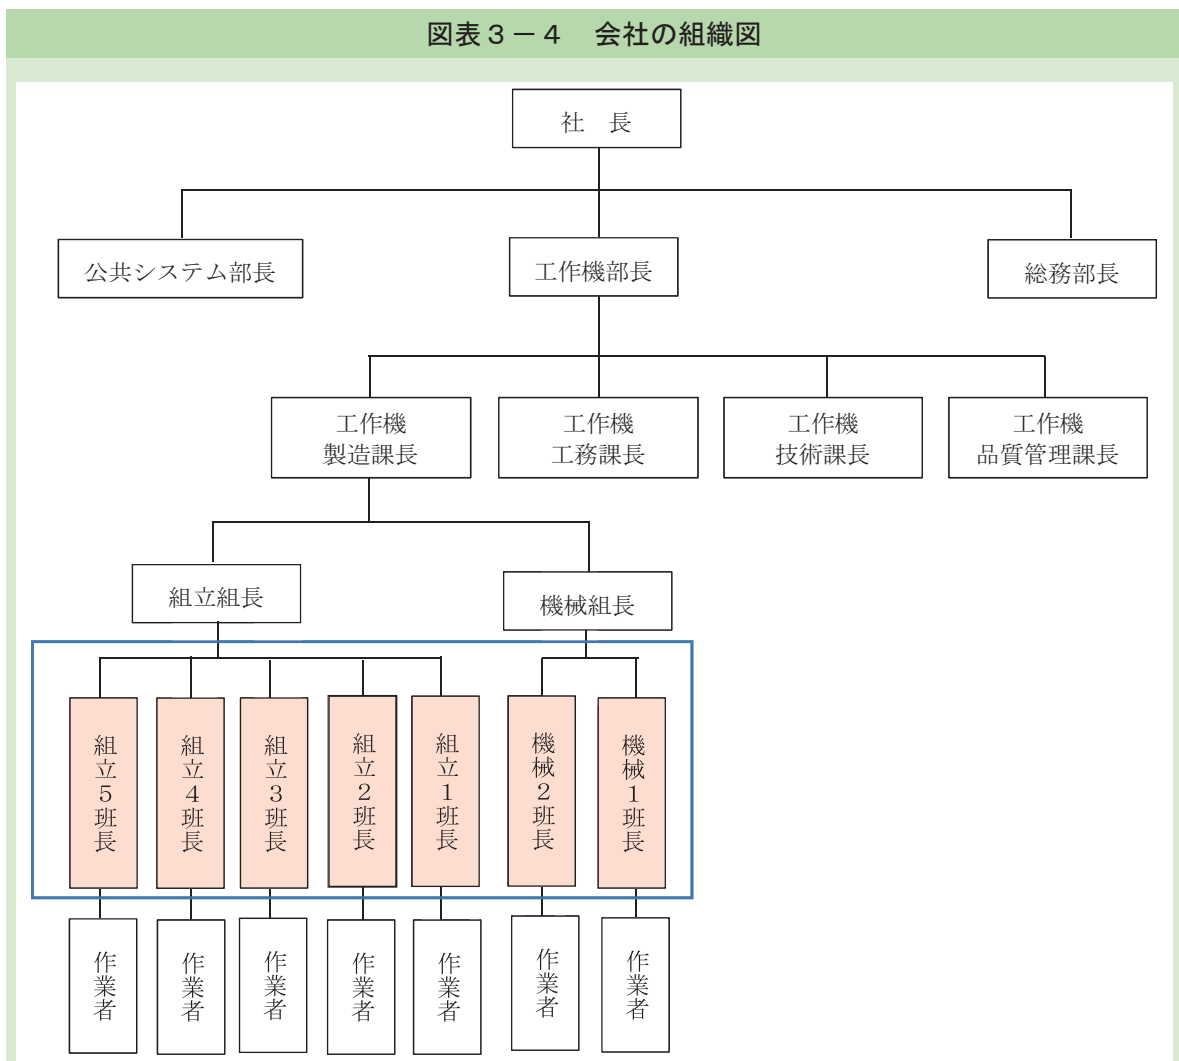 図表3－4　会社の組織図
社　長
公共システム部長
工作機部長
総務部長
工作機
製造課長
工作機
工務課長
工作機
技術課長
工作機
品質管理課長
組立組長
機械組長
組立5班長
組立4班長
組立3班長
組立2班長
組立1班長
機械2班長
機械1班長
作業者
作業者
作業者
作業者
作業者
作業者
作業者